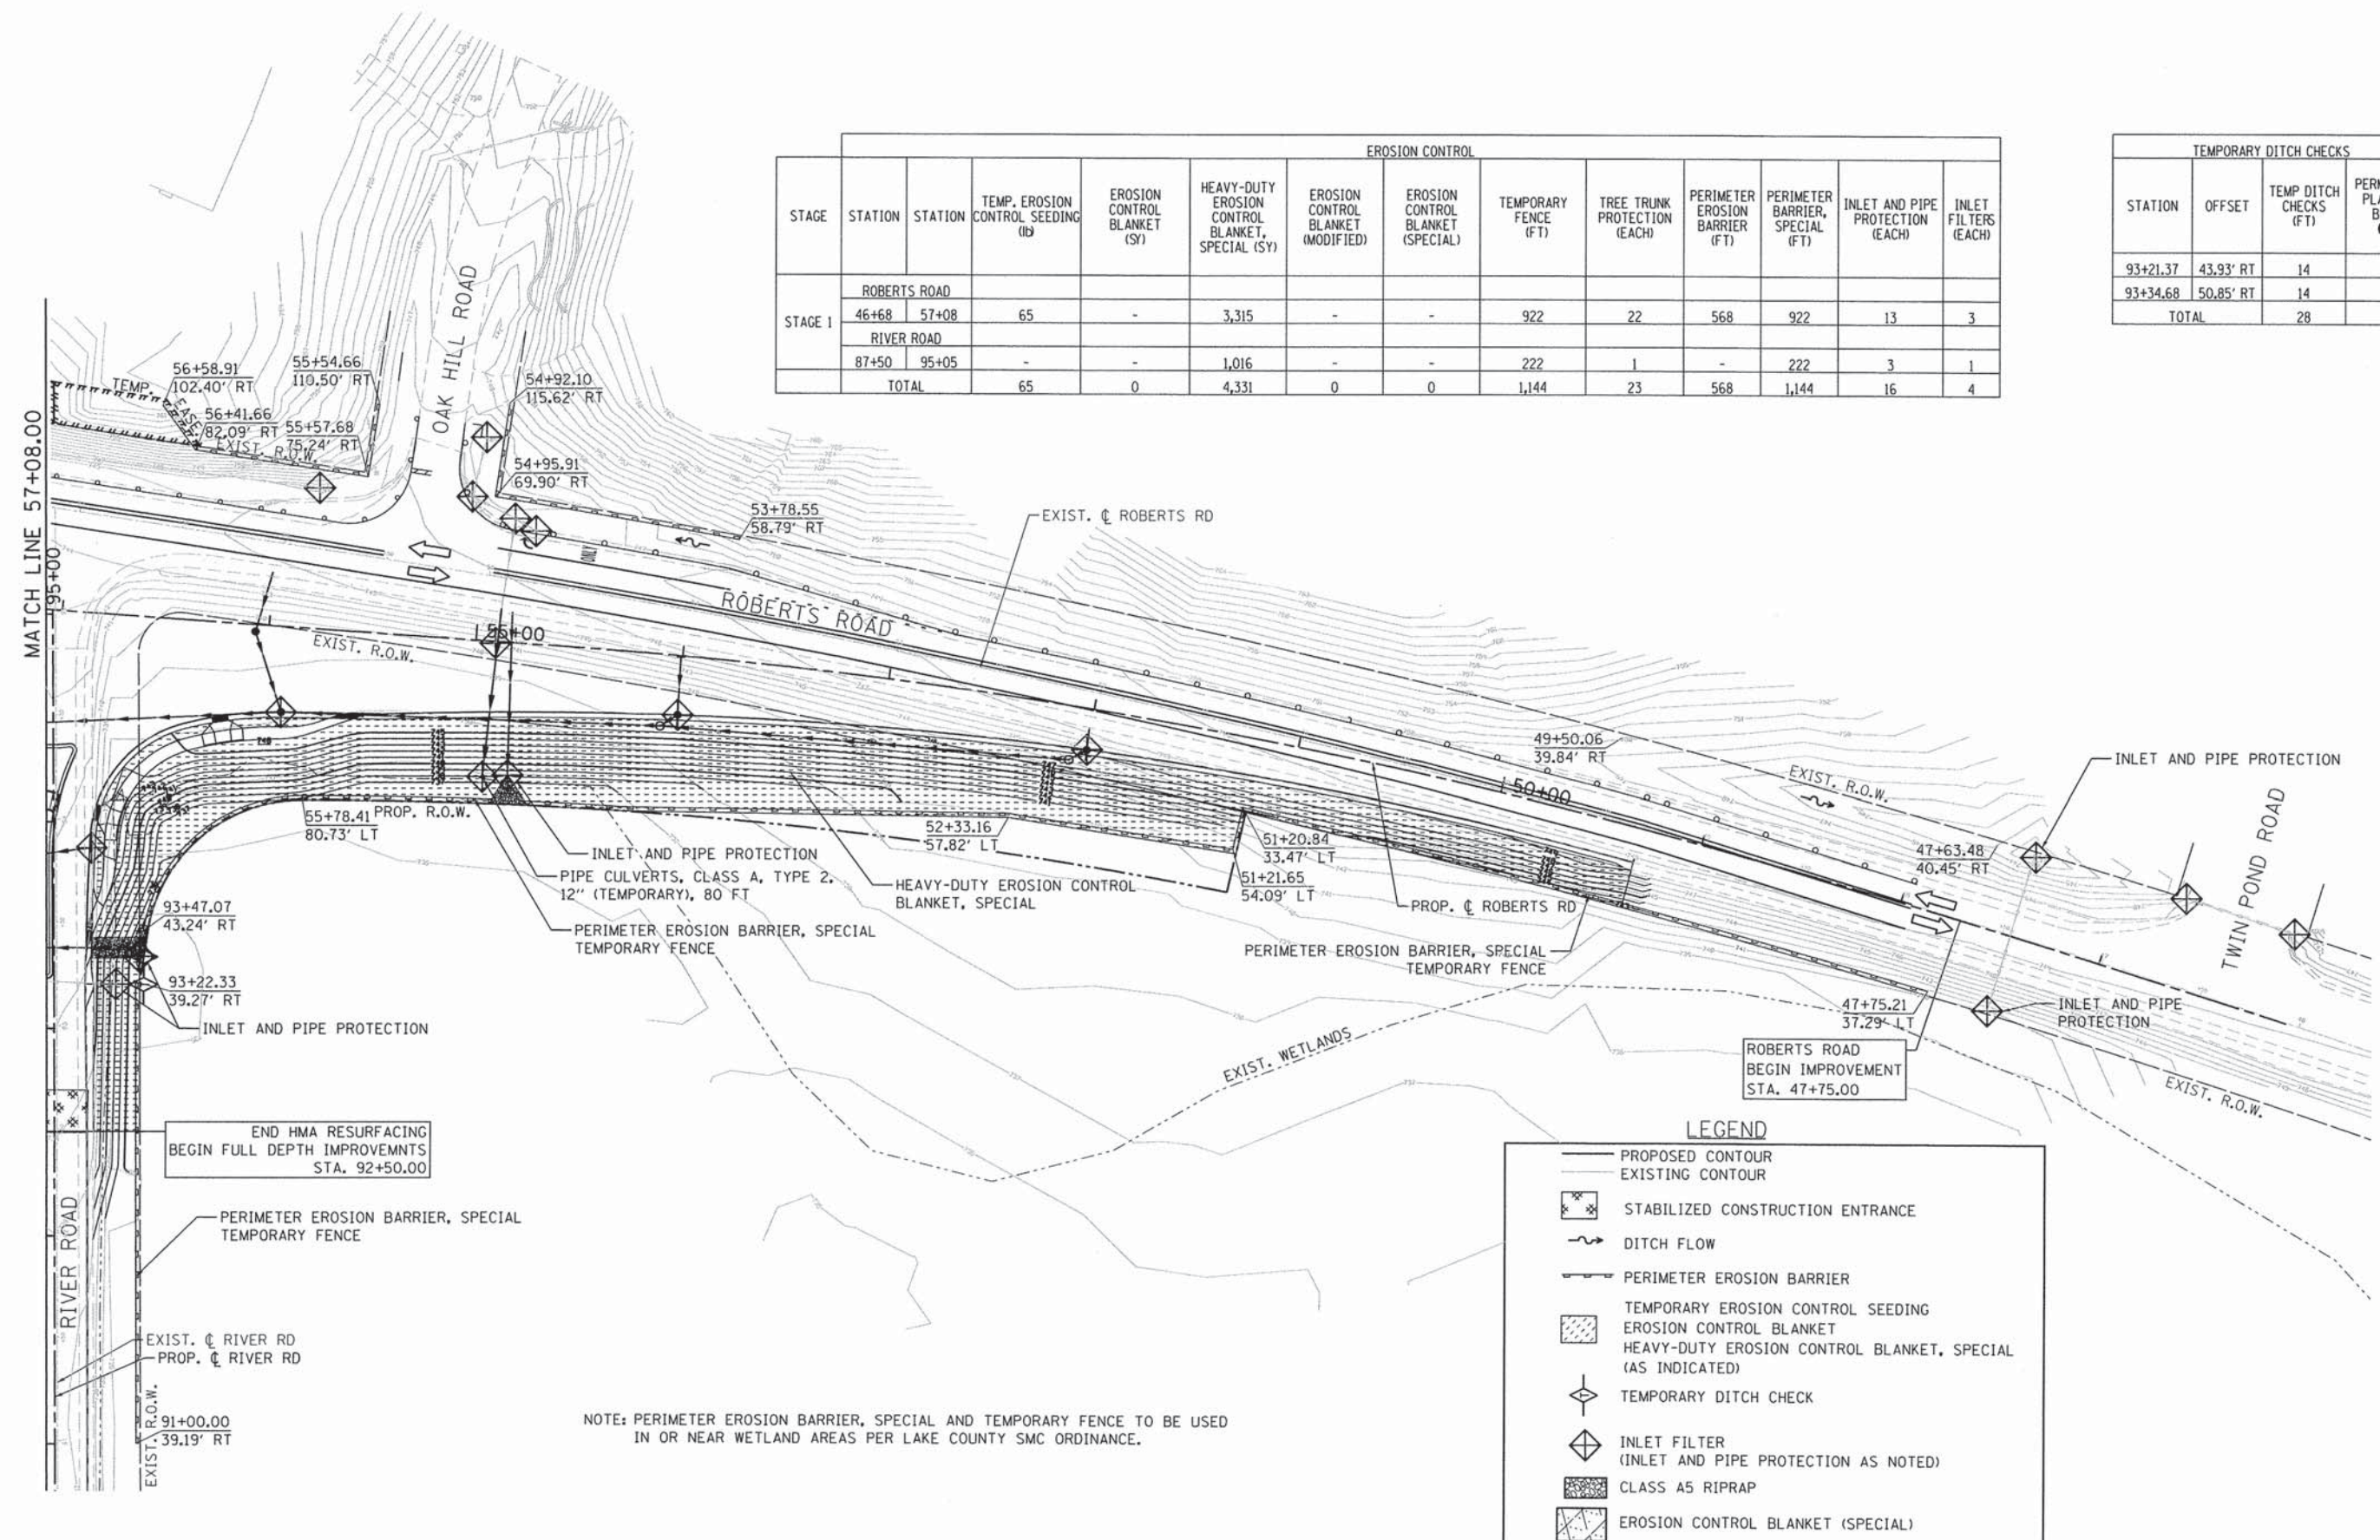 EROSION CONTROL
STAGE
STATION
STATION
TEMP. EROSION
CONTROL SEEDING
(lb)
EROSION
CONTROL
BLANKET
(SY)
HEAVY-DUTY
EROSION
CONTROL
BLANKET,
SPECIAL (SY)
EROSION
CONTROL
BLANKET
(MODIFIED)
EROSION
CONTROL
BLANKET
(SPECIAL)
TEMPORARY
FENCE
(FT)
TREE TRUNK
PROTECTION
(EACH)
PERIMETER
EROSION
BARRIER
(FT)
PERIMETER
BARRIER,
SPECIAL
(FT)
INLET AND PIPE
PROTECTION
(EACH)
INLET
FILTERS
(EACH)
STAGE 1
ROBERTS ROAD
46+68 57+08 65 - 3,315 - - 922 22 568 922 13 3
RIVER ROAD
87+50 95+05 - - 1,016 - - 222 1 - 222 3 1
TOTAL 65 0 4,331 0 0 1,144 23 568 1,144 16 4
TEMPORARY DITCH CHECKS
STATION
OFFSET
TEMP DITCH
CHECKS
(FT)
93+21.37 43.93' RT 14
93+34.68 50.85' RT 14
TOTAL 28
MATCH LINE 57+08.00
95+00
OAK HILL ROAD
TEMP.
EASE.
56+58.91
102.40' RT
55+54.66
110.50' RT
56+41.66
82.09' RT
55+57.68
75.24' RT
EXIST. R.O.W.
54+92.10
115.62' RT
54+95.91
69.90' RT
53+78.55
58.79' RT
EXIST. ℄ ROBERTS RD
ONLY
ROBERTS ROAD
55+00
EXIST. R.O.W.
49+50.06
39.84' RT
50+00
EXIST. R.O.W.
INLET AND PIPE PROTECTION
TWIN POND ROAD
47+63.48
40.45' RT
55+78.41
80.73' LT
PROP. R.O.W.
INLET AND PIPE PROTECTION
PIPE CULVERTS, CLASS A, TYPE 2,
12" (TEMPORARY), 80 FT
PERIMETER EROSION BARRIER, SPECIAL
TEMPORARY FENCE
52+33.16
57.82' LT
HEAVY-DUTY EROSION CONTROL
BLANKET, SPECIAL
51+20.84
33.47' LT
51+21.65
54.09' LT
PROP. ℄ ROBERTS RD
PERIMETER EROSION BARRIER, SPECIAL
TEMPORARY FENCE
93+47.07
43.24' RT
93+22.33
39.27' RT
INLET AND PIPE PROTECTION
47+75.21
37.29' LT
INLET AND PIPE
PROTECTION
ROBERTS ROAD
BEGIN IMPROVEMENT
STA. 47+75.00
EXIST. R.O.W.
EXIST. WETLANDS
END HMA RESURFACING
BEGIN FULL DEPTH IMPROVEMNTS
STA. 92+50.00
PERIMETER EROSION BARRIER, SPECIAL
TEMPORARY FENCE
RIVER ROAD
EXIST. ℄ RIVER RD
PROP. ℄ RIVER RD
EXIST. R.O.W.
91+00.00
39.19' RT
NOTE: PERIMETER EROSION BARRIER, SPECIAL AND TEMPORARY FENCE TO BE USED
IN OR NEAR WETLAND AREAS PER LAKE COUNTY SMC ORDINANCE.
LEGEND
PROPOSED CONTOUR
EXISTING CONTOUR
STABILIZED CONSTRUCTION ENTRANCE
DITCH FLOW
PERIMETER EROSION BARRIER
TEMPORARY EROSION CONTROL SEEDING
EROSION CONTROL BLANKET
HEAVY-DUTY EROSION CONTROL BLANKET, SPECIAL
(AS INDICATED)
TEMPORARY DITCH CHECK
INLET FILTER
(INLET AND PIPE PROTECTION AS NOTED)
CLASS A5 RIPRAP
EROSION CONTROL BLANKET (SPECIAL)